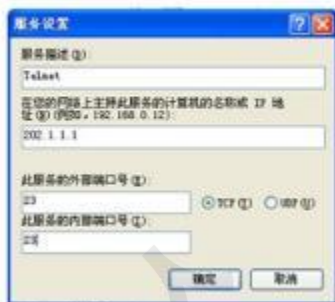 服务设置
服务描述(D):
Telnet
在您的网络上主持此服务的计算机的名称或 IP 地
址(N)(例如，192.168.0.12):
202.1.1.1
此服务的外部端口号(E):
23
TCP(T)
UDP(U)
此服务的内部端口号(I):
23
确定
取消